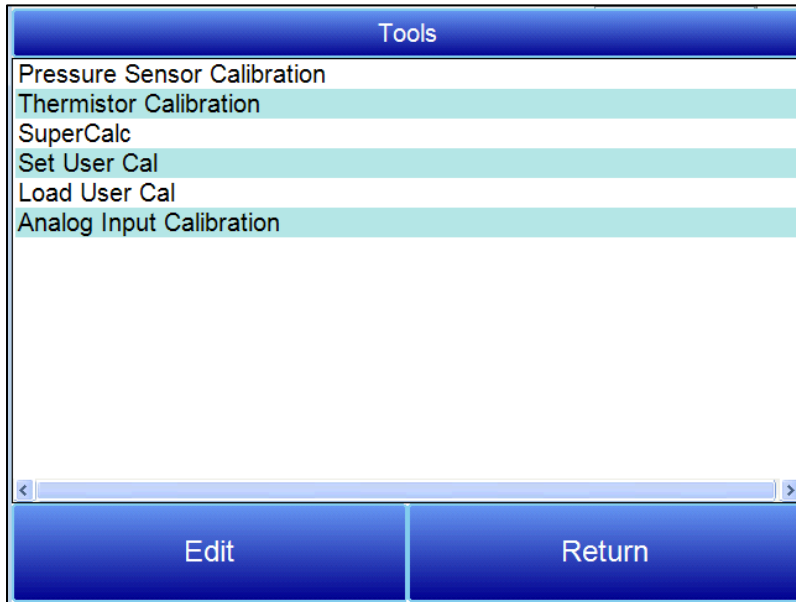 Tools
Pressure Sensor Calibration
Thermistor Calibration
SuperCalc
Set User Cal
Load User Cal
Analog Input Calibration
Edit
Return